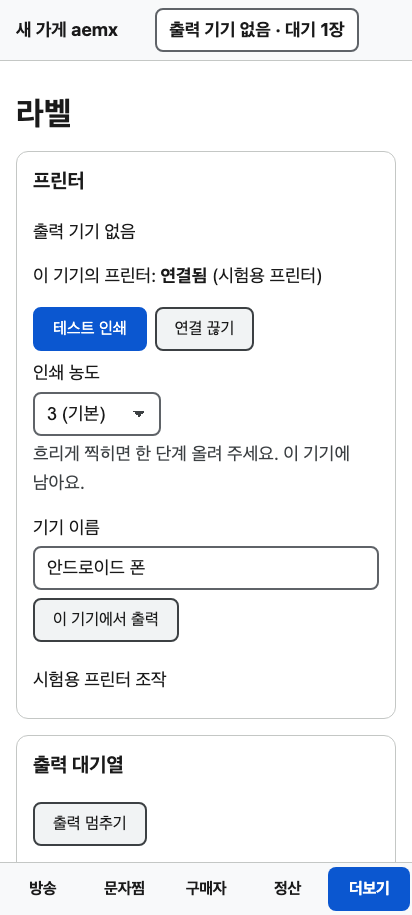 새 가게 aemx
출력 기기 없음 · 대기 1장
라벨
프린터
출력 기기 없음
이 기기의 프린터: 연결됨 (시험용 프린터)
테스트 인쇄
연결 끊기
인쇄 농도
3 (기본)
흐리게 찍히면 한 단계 올려 주세요. 이 기기에
남아요.
기기 이름
안드로이드 폰
이 기기에서 출력
시험용 프린터 조작
출력 대기열
출력 멈추기
방송
문자찜
구매자
정산
더보기